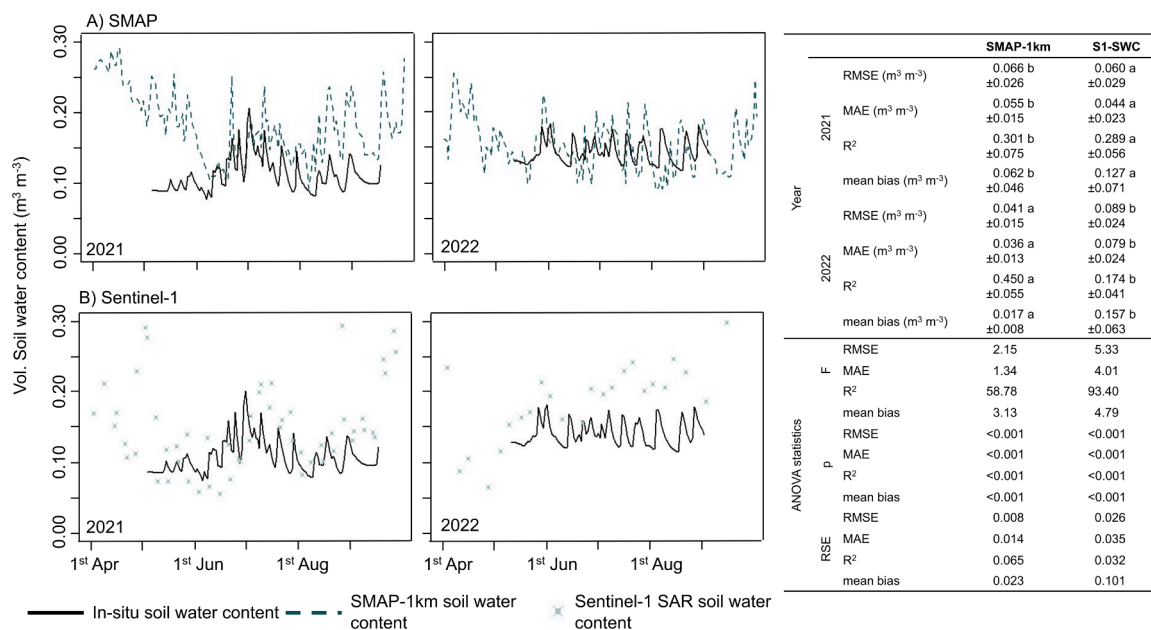 A) SMAP
Vol. Soil water content (m³ m⁻³)
0.30
0.20
0.10
0.00
2021
2022
B) Sentinel-1
0.30
0.20
0.10
0.00
2021
2022
1st Apr
1st Jun
1st Aug
1st Apr
1st Jun
1st Aug
In-situ soil water content
SMAP-1km soil water
content
Sentinel-1 SAR soil water
content
SMAP-1km S1-SWC
Year
2021
RMSE (m³ m⁻³) 0.066 b 0.060 a
±0.026 ±0.029
MAE (m³ m⁻³) 0.055 b 0.044 a
±0.015 ±0.023
R² 0.301 b 0.289 a
±0.075 ±0.056
mean bias (m³ m⁻³) 0.062 b 0.127 a
±0.046 ±0.071
2022
RMSE (m³ m⁻³) 0.041 a 0.089 b
±0.015 ±0.024
MAE (m³ m⁻³) 0.036 a 0.079 b
±0.013 ±0.024
R² 0.450 a 0.174 b
±0.055 ±0.041
mean bias (m³ m⁻³) 0.017 a 0.157 b
±0.008 ±0.063
ANOVA statistics
F
RMSE 2.15 5.33
MAE 1.34 4.01
R² 58.78 93.40
mean bias 3.13 4.79
p
RMSE <0.001 <0.001
MAE <0.001 <0.001
R² <0.001 <0.001
mean bias <0.001 <0.001
RSE
RMSE 0.008 0.026
MAE 0.014 0.035
R² 0.065 0.032
mean bias 0.023 0.101